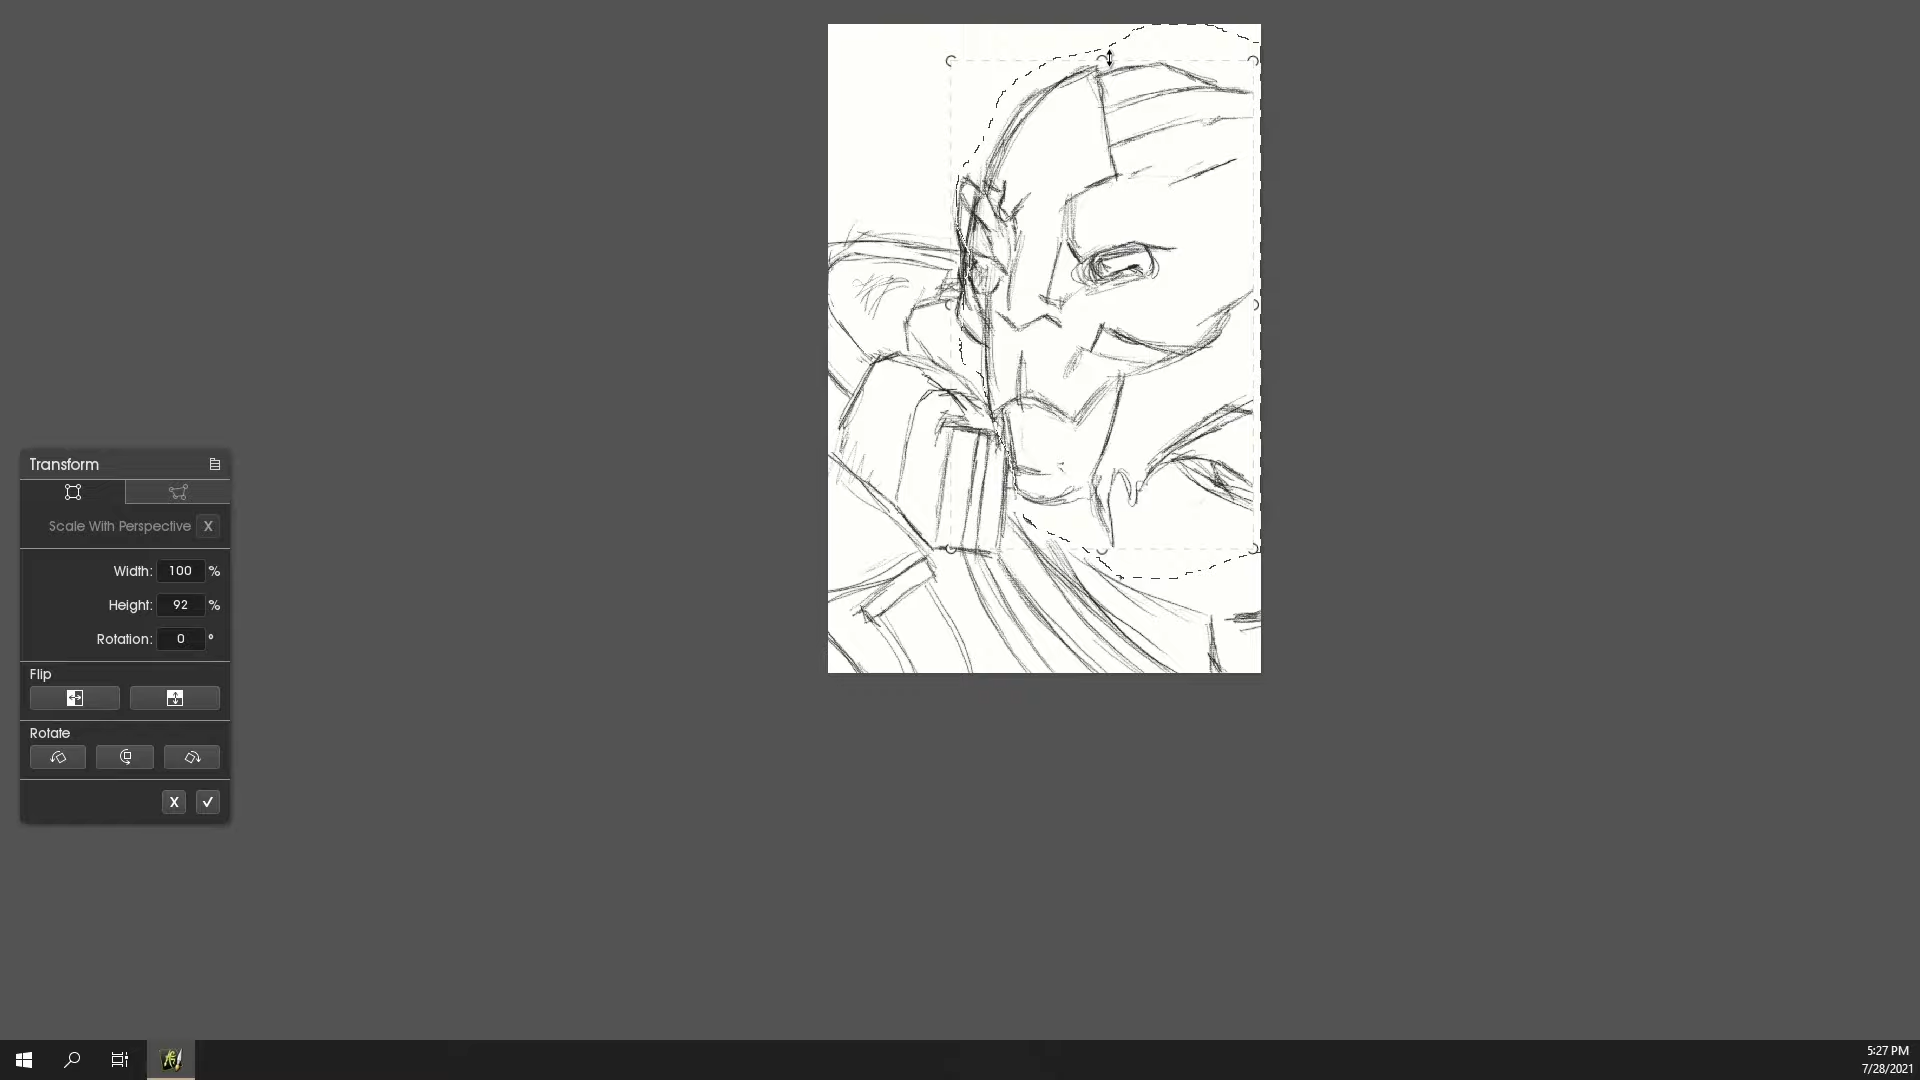 Transform
Scale With Perspective X
Width: 100 %
Height: 92 %
Rotation: 0 °
Flip
Rotate
X
5:27 PM
7/28/2021